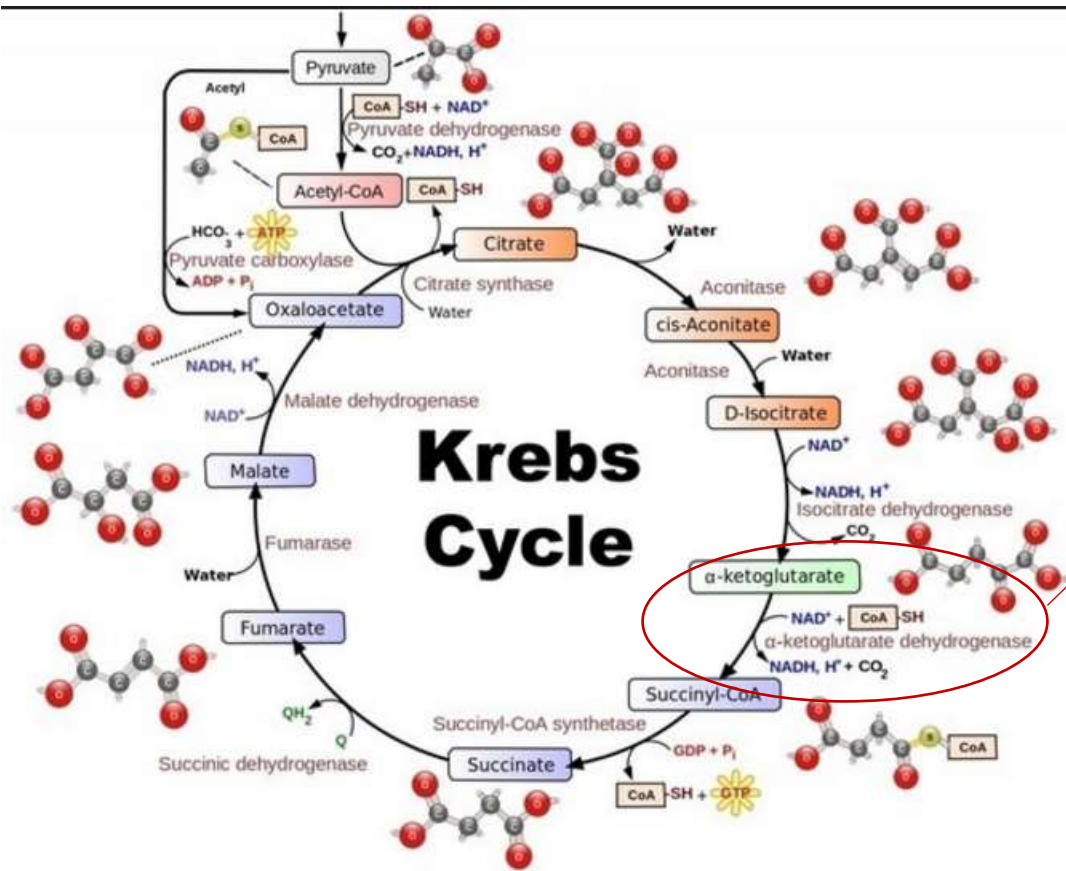 Pyruvate
Acetyl
CoA -SH + NAD⁺
Pyruvate dehydrogenase
CO₂+NADH, H⁺
S
CoA
Acetyl-CoA
CoA -SH
Citrate
Water
HCO₃- + ATP
Pyruvate carboxylase
ADP + Pi
Citrate synthase
Water
Oxaloacetate
Aconitase
cis-Aconitate
Water
Aconitase
D-Isocitrate
NADH, H⁺
NAD⁺
Malate dehydrogenase
Krebs
Cycle
NAD⁺
NADH, H⁺
Isocitrate dehydrogenase
CO₂
Malate
Fumarase
Water
α-ketoglutarate
NAD⁺ + CoA -SH
α-ketoglutarate dehydrogenase
NADH, H⁺ + CO₂
Fumarate
Succinyl-CoA
QH₂
Q
Succinic dehydrogenase
Succinyl-CoA synthetase
GDP + Pi
S
CoA
Succinate
CoA -SH + GTP